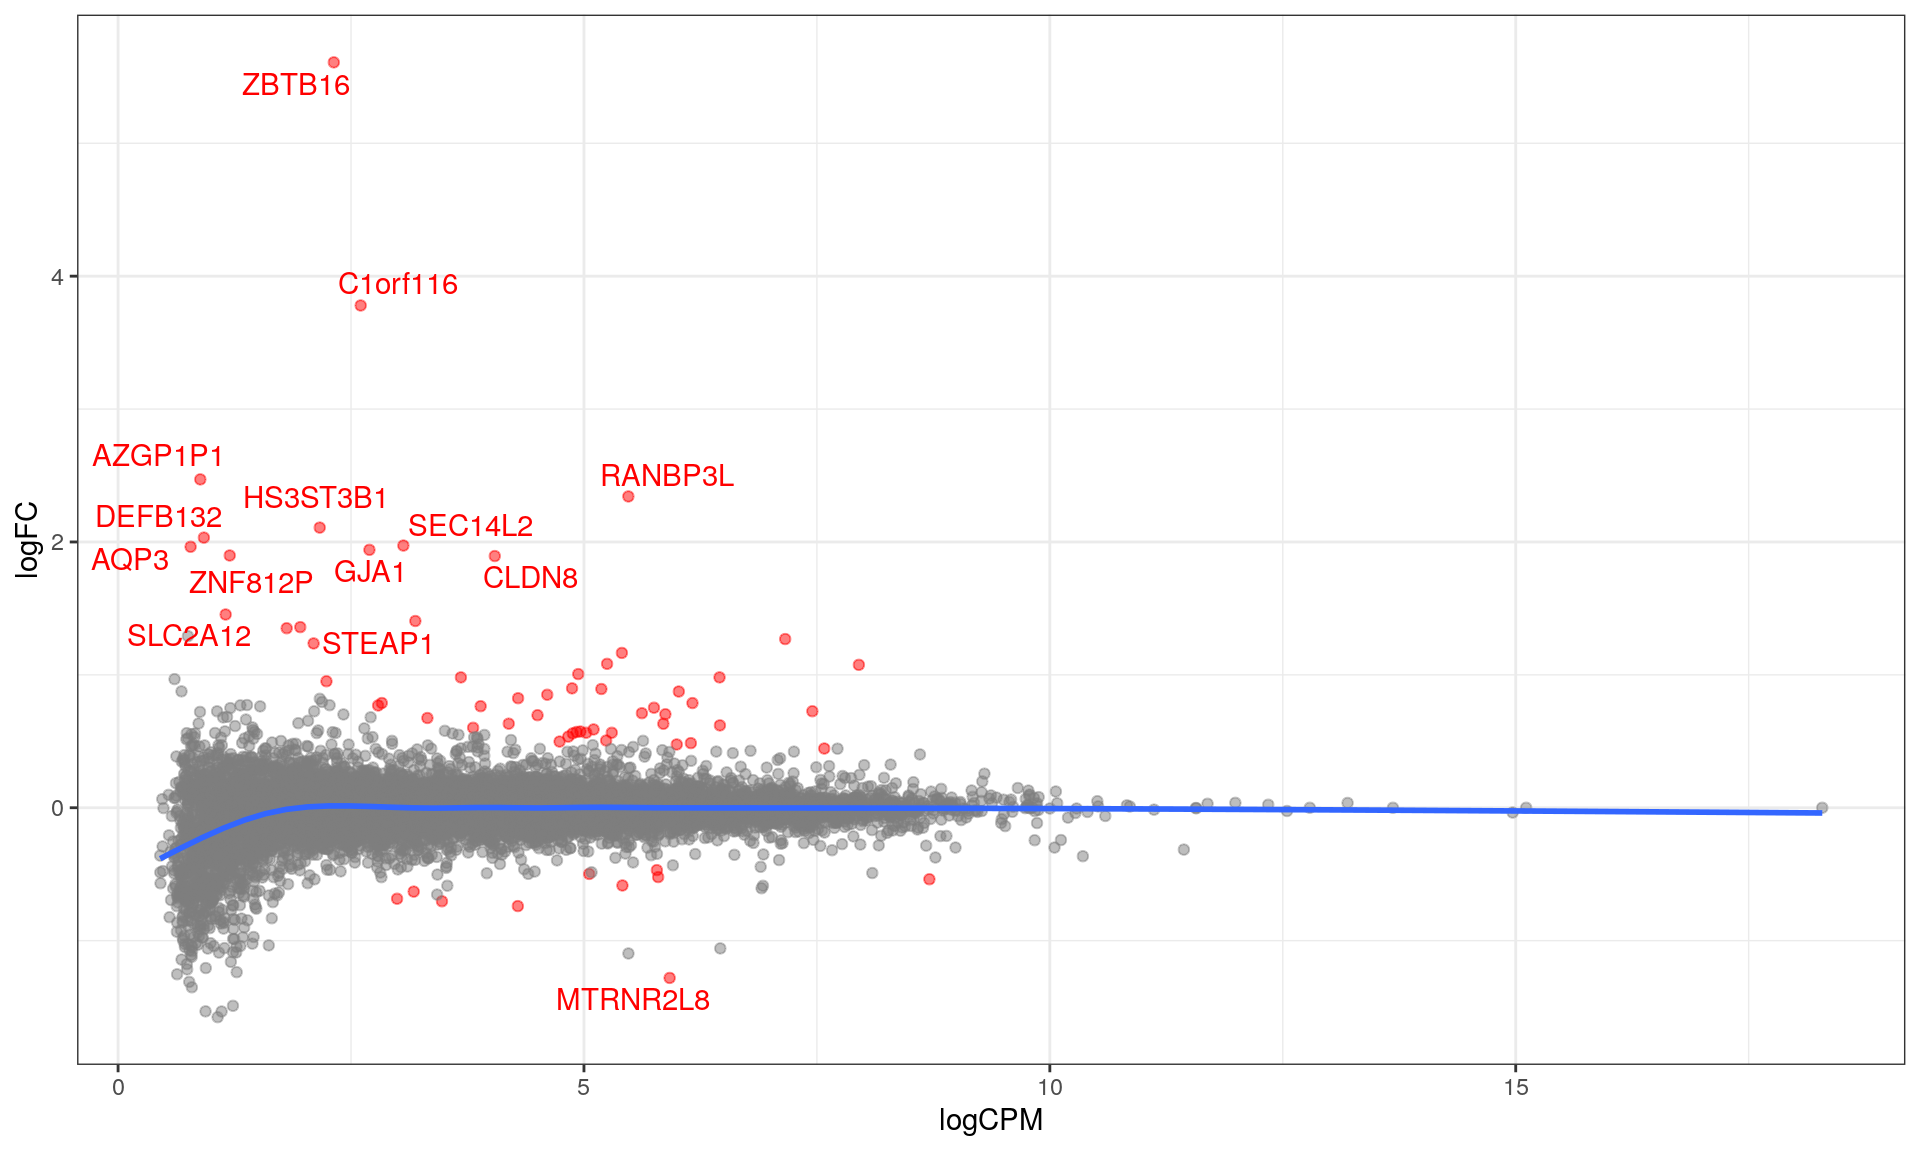 ZBTB16
C1orf116
AZGP1P1
RANBP3L
HS3ST3B1
DEFB132
SEC14L2
AQP3
GJA1
ZNF812P
CLDN8
SLC2A12
STEAP1
MTRNR2L8
4
2
0
logFC
0
5
10
15
logCPM